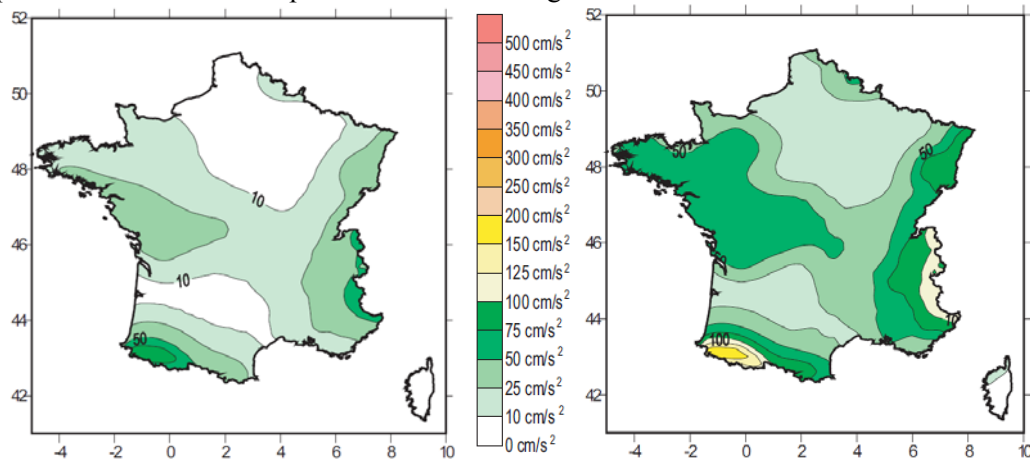 52
50
48
46
44
42
-4 -2 0 2 4 6 8 10
10
10
50
500 cm/s²
450 cm/s²
400 cm/s²
350 cm/s²
300 cm/s²
250 cm/s²
200 cm/s²
150 cm/s²
125 cm/s²
100 cm/s²
75 cm/s²
50 cm/s²
25 cm/s²
10 cm/s²
0 cm/s²
52
50
48
46
44
42
-4 -2 0 2 4 6 8 10
50
50
100